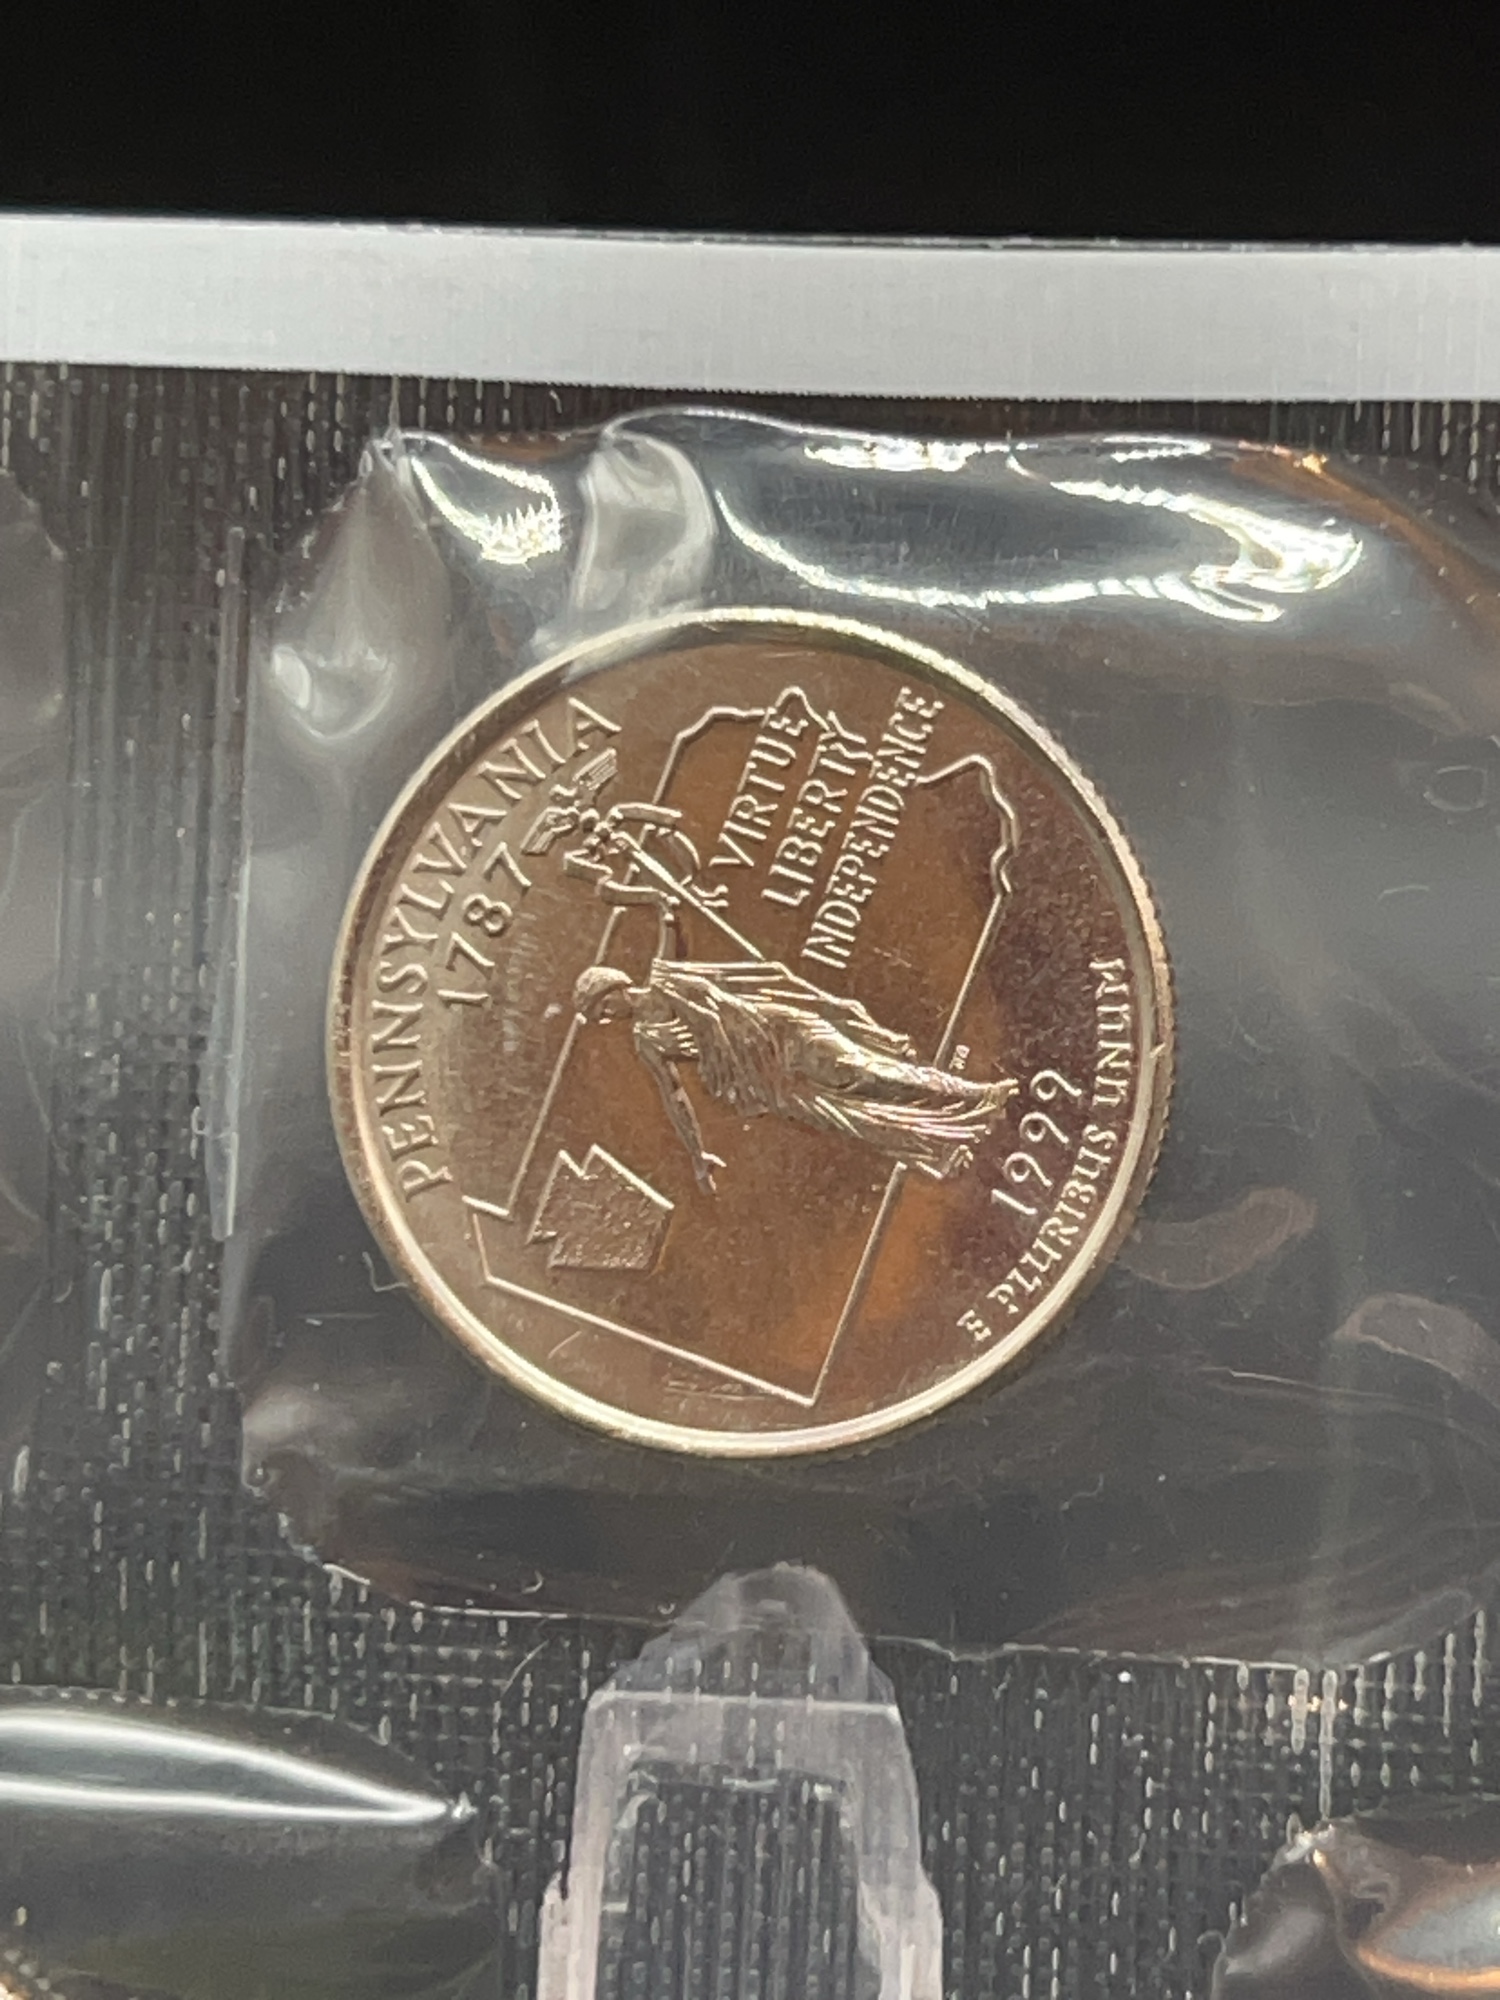 PENNSYLVANIA
1787
VIRTUE
LIBERTY
INDEPENDENCE
1999
E PLURIBUS UNUM